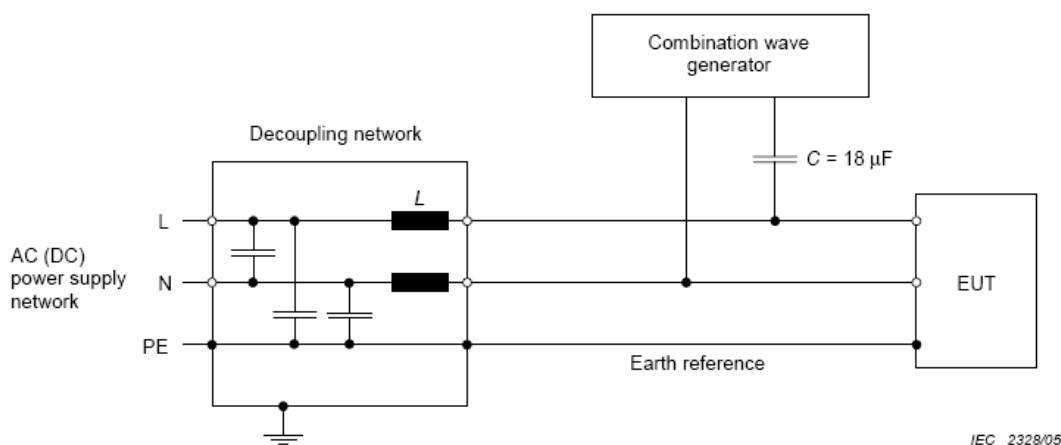 Combination wave
generator
Decoupling network
C = 18 μF
L
L
AC (DC)
power supply
network
N
EUT
PE
Earth reference
IEC 2328/05